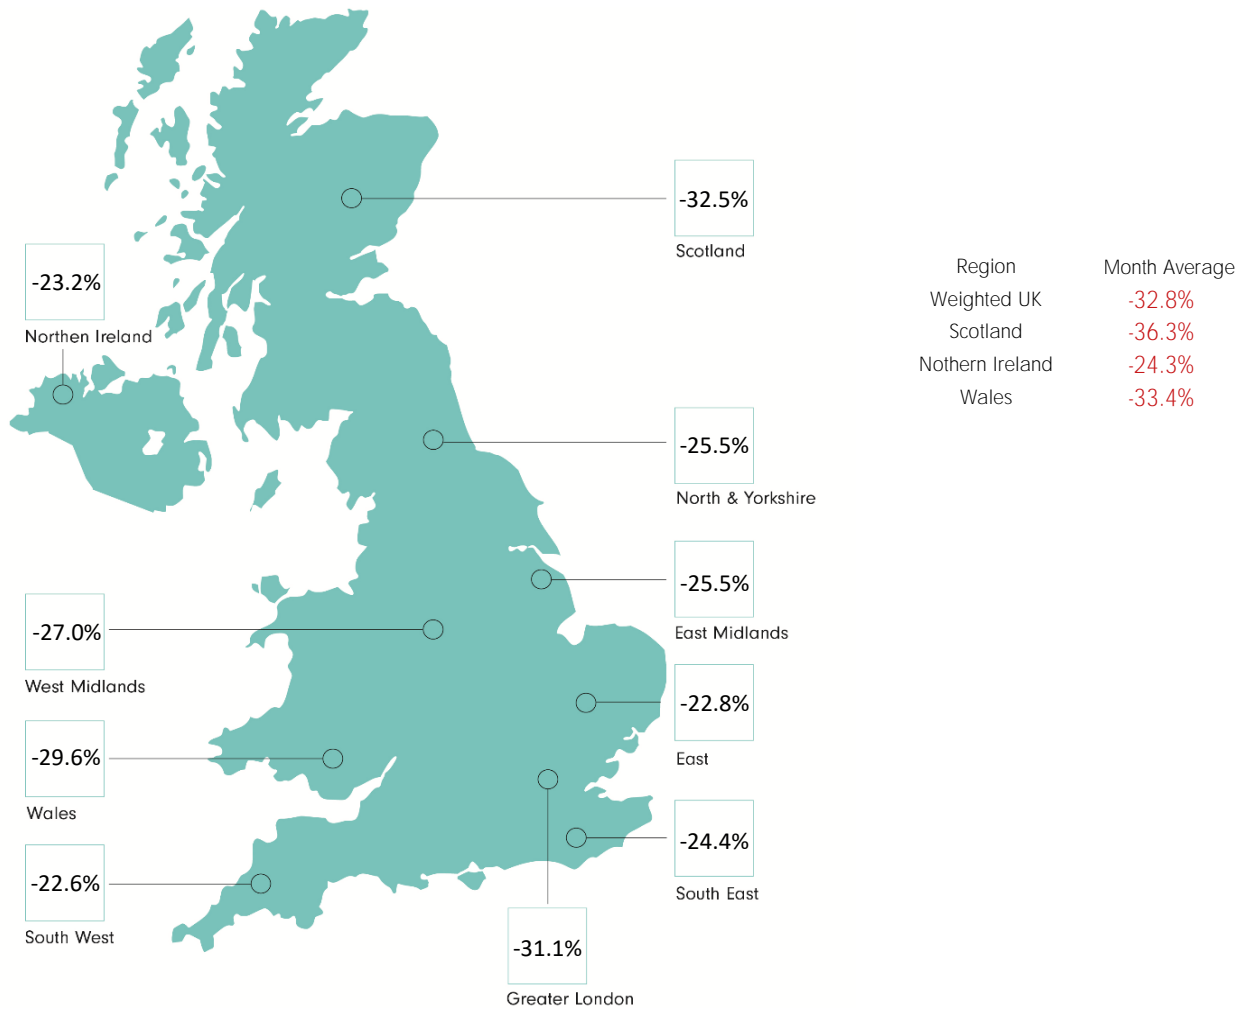 -32.5%
Scotland
-23.2%
Northen Ireland
Region Month Average
Weighted UK -32.8%
Scotland -36.3%
Nothern Ireland -24.3%
Wales -33.4%
-25.5%
North & Yorkshire
-25.5%
East Midlands
-27.0%
West Midlands
-22.8%
East
-29.6%
Wales
-24.4%
South East
-22.6%
South West
-31.1%
Greater London